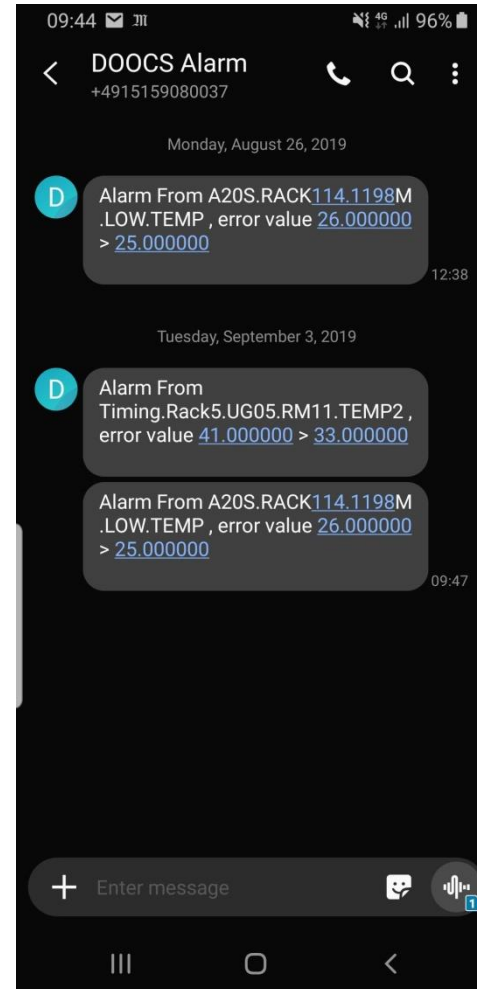 09:44 96%
DOOCS Alarm
+4915159080037
Monday, August 26, 2019
D
Alarm From A20S.RACK114.1198M
.LOW.TEMP , error value 26.000000
> 25.000000
12:38
Tuesday, September 3, 2019
D
Alarm From
Timing.Rack5.UG05.RM11.TEMP2 ,
error value 41.000000 > 33.000000
Alarm From A20S.RACK114.1198M
.LOW.TEMP , error value 26.000000
> 25.000000
09:47
Enter message
1